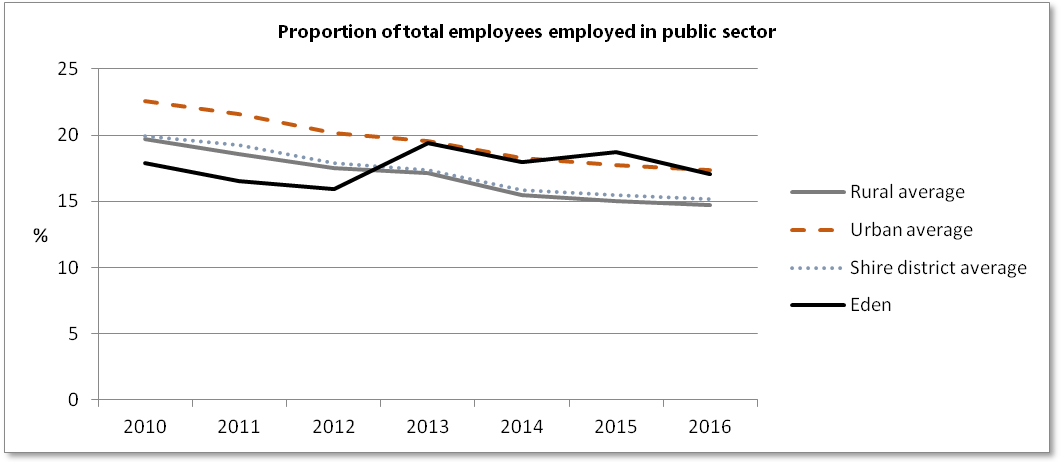 Proportion of total employees employed in public sector
25
20
15
10
5
0
%
2010 2011 2012 2013 2014 2015 2016
Rural average
Urban average
Shire district average
Eden